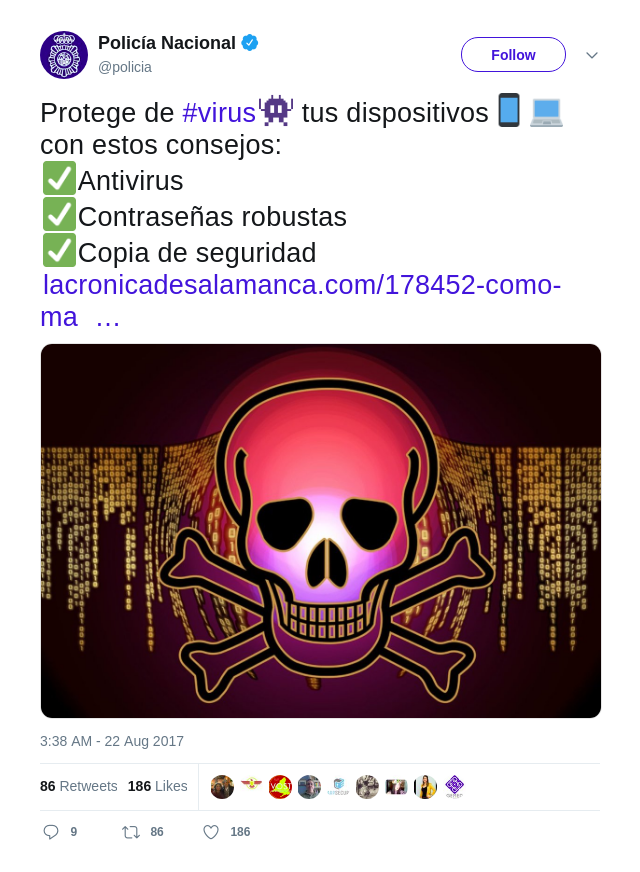 Policía Nacional
@policia
Follow
Protege de #virus tus dispositivos
con estos consejos:
Antivirus
Contraseñas robustas
Copia de seguridad
lacronicadesalamanca.com/178452-como-
ma …
3:38 AM - 22 Aug 2017
86 Retweets 186 Likes
9 86 186